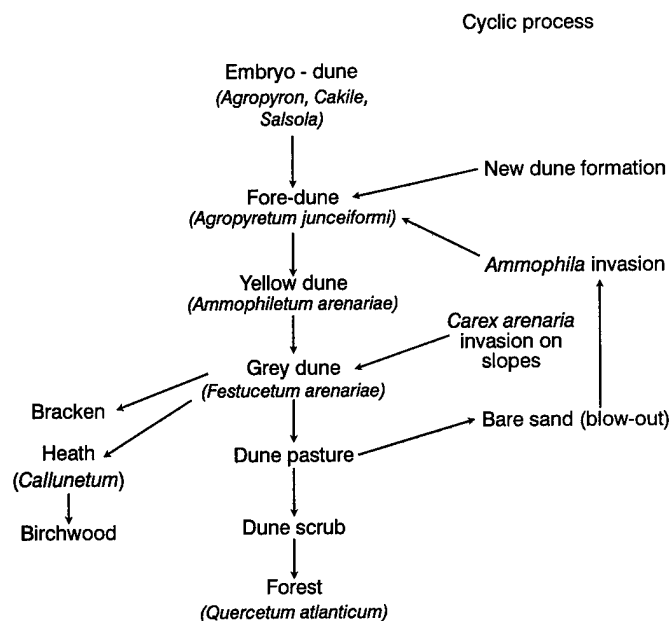 Cyclic process
Embryo - dune
(Agropyron, Cakile,
Salsola)
New dune formation
Fore-dune
(Agropyretum junceiformi)
Ammophila invasion
Yellow dune
(Ammophiletum arenariae)
Carex arenaria
invasion on
slopes
Grey dune
(Festucetum arenariae)
Bracken
Bare sand (blow-out)
Heath
(Callunetum)
Dune pasture
Birchwood
Dune scrub
Forest
(Quercetum atlanticum)